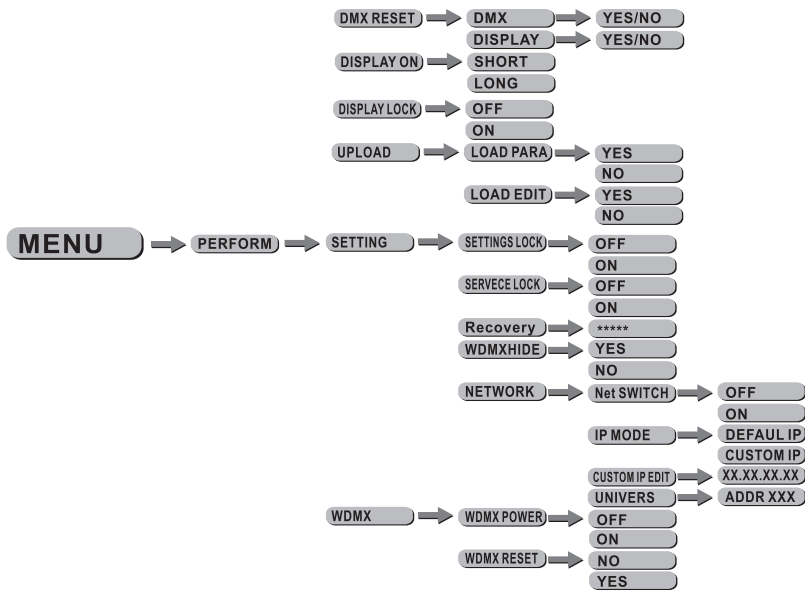 DMX RESET DMX YES/NO
DISPLAY YES/NO
DISPLAY ON SHORT
LONG
DISPLAY LOCK OFF
ON
UPLOAD LOAD PARA YES
NO
LOAD EDIT YES
NO
MENU PERFORM SETTING SETTINGS LOCK OFF
ON
SERVECE LOCK OFF
ON
Recovery *****
WDMXHIDE YES
NO
NETWORK Net SWITCH OFF
ON
IP MODE DEFAUL IP
CUSTOM IP
CUSTOM IP EDIT XX.XX.XX.XX
UNIVERS ADDR XXX
WDMX WDMX POWER OFF
ON
WDMX RESET NO
YES